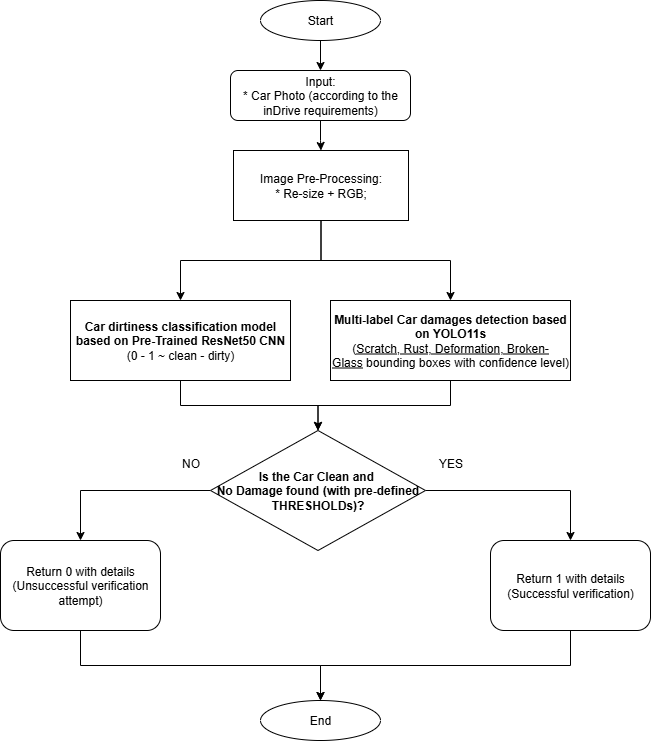 Start
Input:
* Car Photo (according to the
inDrive requirements)
Image Pre-Processing:
* Re-size + RGB;
Car dirtiness classification model
based on Pre-Trained ResNet50 CNN
(0 - 1 ~ clean - dirty)
Multi-label Car damages detection based
on YOLO11s
(Scratch, Rust, Deformation, Broken-
Glass bounding boxes with confidence level)
NO
YES
Is the Car Clean and
No Damage found (with pre-defined
THRESHOLDs)?
Return 0 with details
(Unsuccessful verification
attempt)
Return 1 with details
(Successful verification)
End